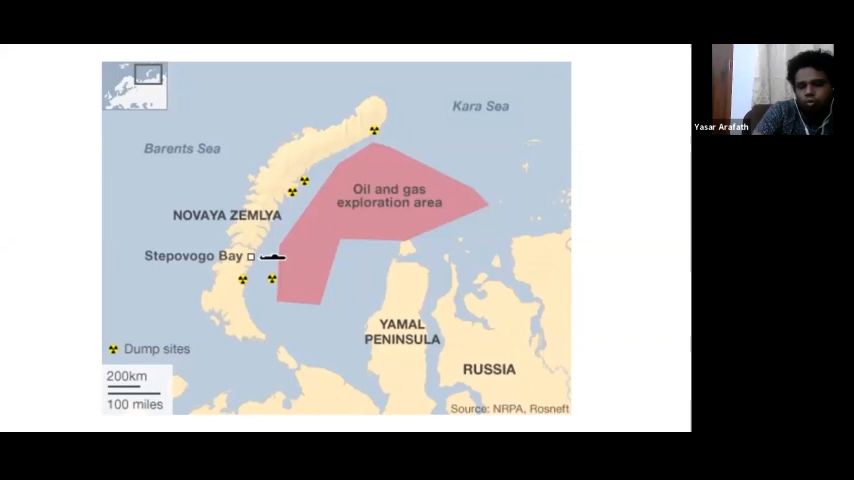 Kara Sea
Barents Sea
Oil and gas
exploration area
NOVAYA ZEMLYA
Stepovogo Bay
YAMAL
PENINSULA
Dump sites
RUSSIA
200km
100 miles
Source: NRPA, Rosneft
Yasar Arafath